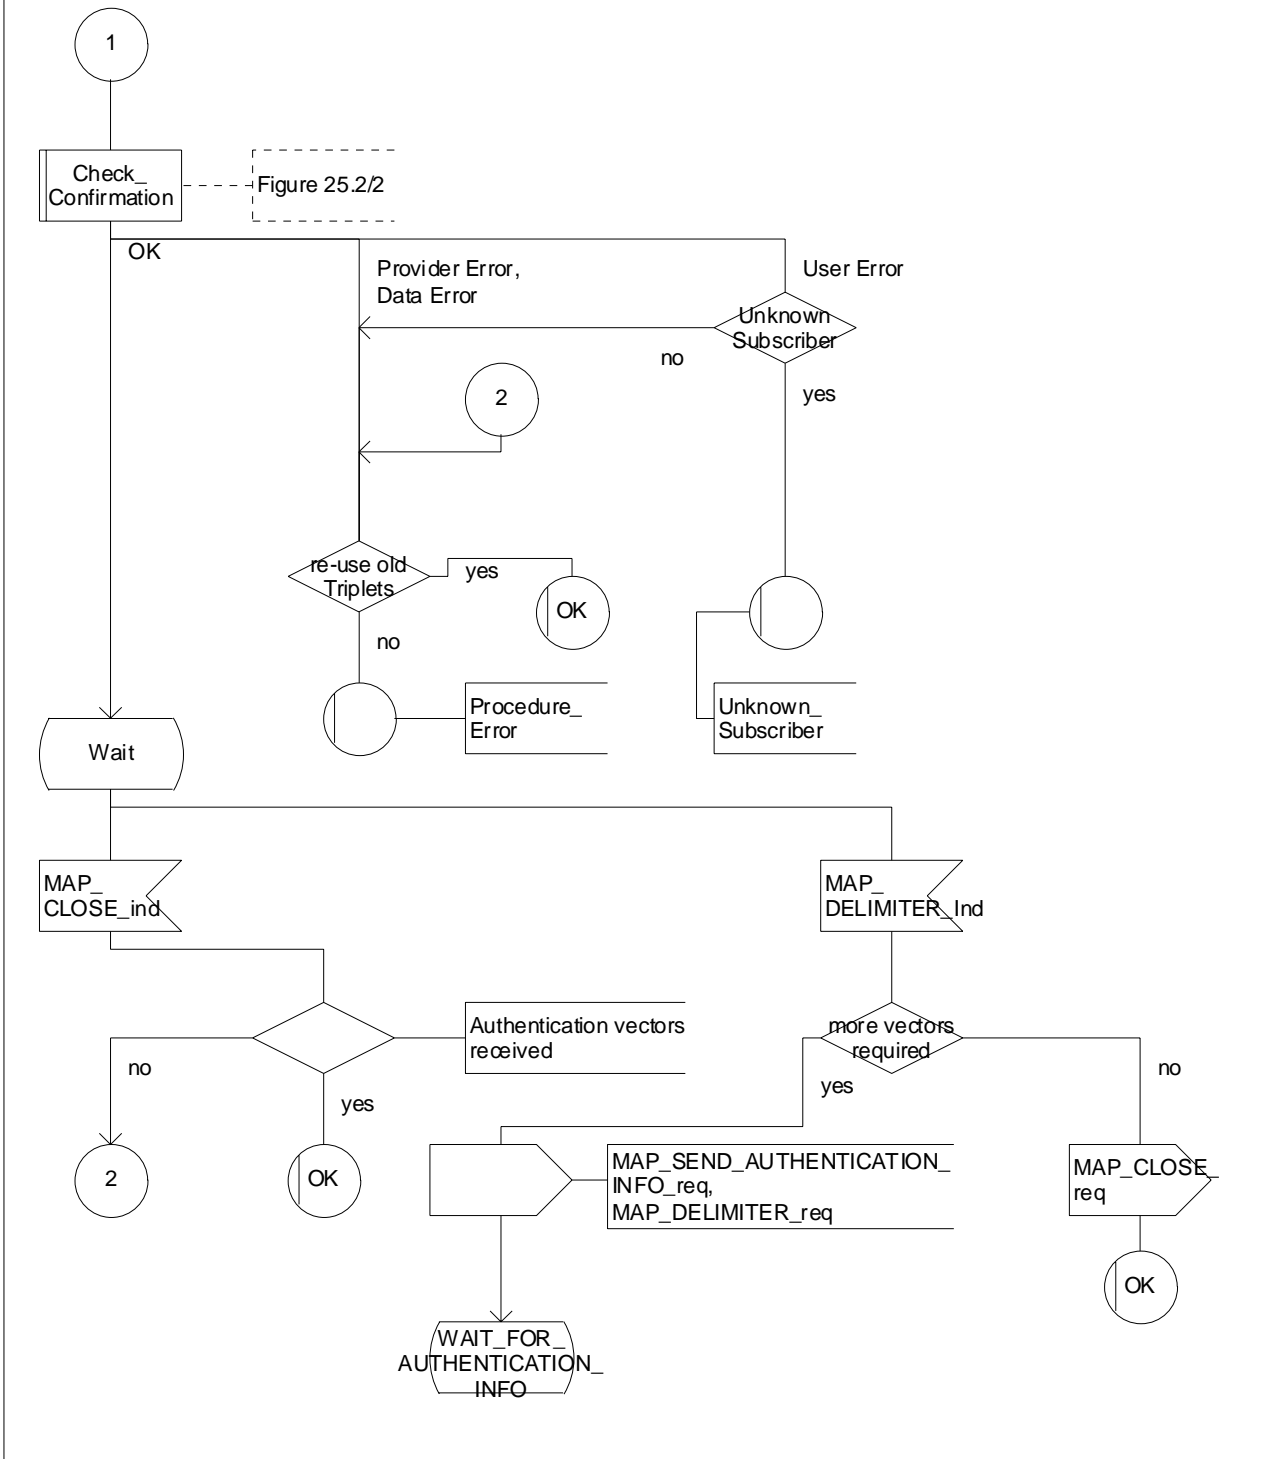 1
Check_
Confirmation
Figure 25.2/2
OK
Provider Error,
Data Error
User Error
Unknown
Subscriber
no
yes
2
re-use old
Triplets
yes
OK
no
Procedure_
Error
Unknown_
Subscriber
Wait
MAP_
CLOSE_ind
MAP_
DELIMITER_Ind
Authentication vectors
received
more vectors
required
no
yes
yes
no
2
OK
MAP_SEND_AUTHENTICATION_
INFO_req,
MAP_DELIMITER_req
MAP_CLOSE_
req
OK
WAIT_FOR_
AUTHENTICATION_
INFO